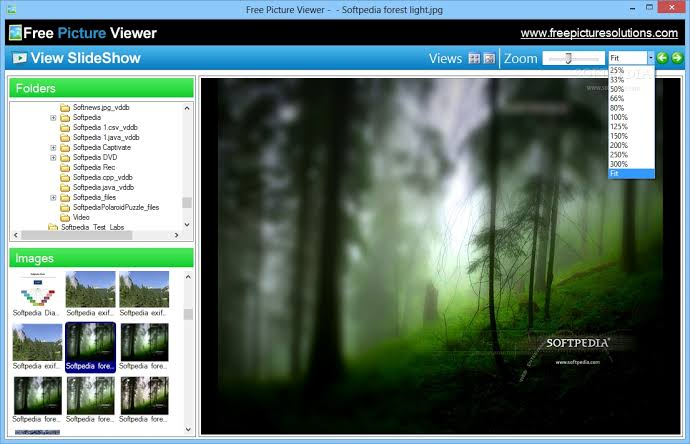 Free Picture Viewer - - Softpedia forest light.jpg
Free Picture Viewer
www.freepicturesolutions.com
View SlideShow
Views
Zoom
Fit
25%
33%
50%
66%
80%
100%
125%
150%
200%
250%
300%
Fit
Folders
Softnews.jpg_vddb
Softpedia
Softpedia 1.csv_vddb
Softpedia 1.java_vddb
Softpedia Captivate
Softpedia DVD
Softpedia Rec
Softpedia.cpp_vddb
Softpedia.java_vddb
Softpedia_files
SoftpediaPolaroidPuzzle_files
Video
Softpedia_Test_Labs
Images
Softpedia Dia...
Softpedia exif...
Softpedia exif...
Softpedia exif...
Softpedia fore...
Softpedia fore...
Softpedia fore...
Softpedia fore...
Softpedia fore...
SOFTPEDIA
www.softpedia.com
SOFTPEDIA®
www.softpedia.com